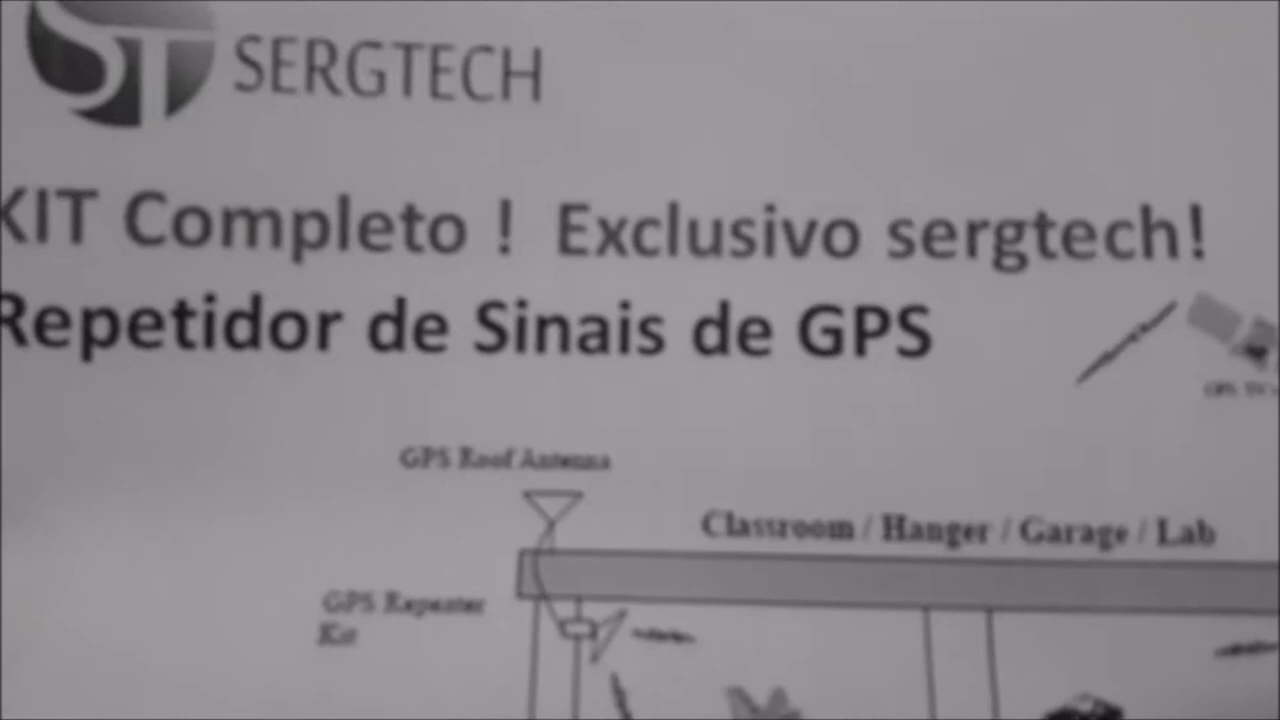 ST SERGTECH
KIT Completo ! Exclusivo sergtech!
Repetidor de Sinais de GPS
GPS Roof Antenna
Classroom / Hanger / Garage / Lab
GPS Repeater
Kit